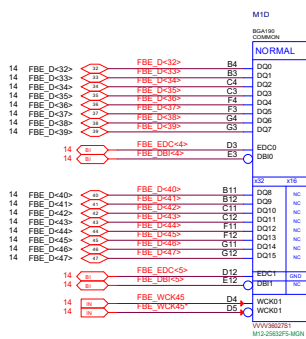 M1D
BGA190
COMMON
NORMAL
14 FBE_D<32> 32 FBE_D<32> B4 DQ0
14 FBE_D<33> 33 FBE_D<33> B3 DQ1
14 FBE_D<34> 34 FBE_D<34> C4 DQ2
14 FBE_D<35> 35 FBE_D<35> C3 DQ3
14 FBE_D<36> 36 FBE_D<36> F4 DQ4
14 FBE_D<37> 37 FBE_D<37> F3 DQ5
14 FBE_D<38> 38 FBE_D<38> G4 DQ6
14 FBE_D<39> 39 FBE_D<39> G3 DQ7
14 BI FBE_EDC<4> D3 EDC0
14 BI FBE_DBI<4> E3 DBI0
x32 x16
14 FBE_D<40> 40 FBE_D<40> B11 DQ8 NC
14 FBE_D<41> 41 FBE_D<41> B12 DQ9 NC
14 FBE_D<42> 42 FBE_D<42> C11 DQ10 NC
14 FBE_D<43> 43 FBE_D<43> C12 DQ11 NC
14 FBE_D<44> 44 FBE_D<44> F11 DQ12 NC
14 FBE_D<45> 45 FBE_D<45> F12 DQ13 NC
14 FBE_D<46> 46 FBE_D<46> G11 DQ14 NC
14 FBE_D<47> 47 FBE_D<47> G12 DQ15 NC
14 BI FBE_EDC<5> D12 EDC1 GND
14 BI FBE_DBI<5> E12 DBI1 NC
14 IN FBE_WCK45 D4 WCK01
14 IN FBE_WCK45* D5 WCK01